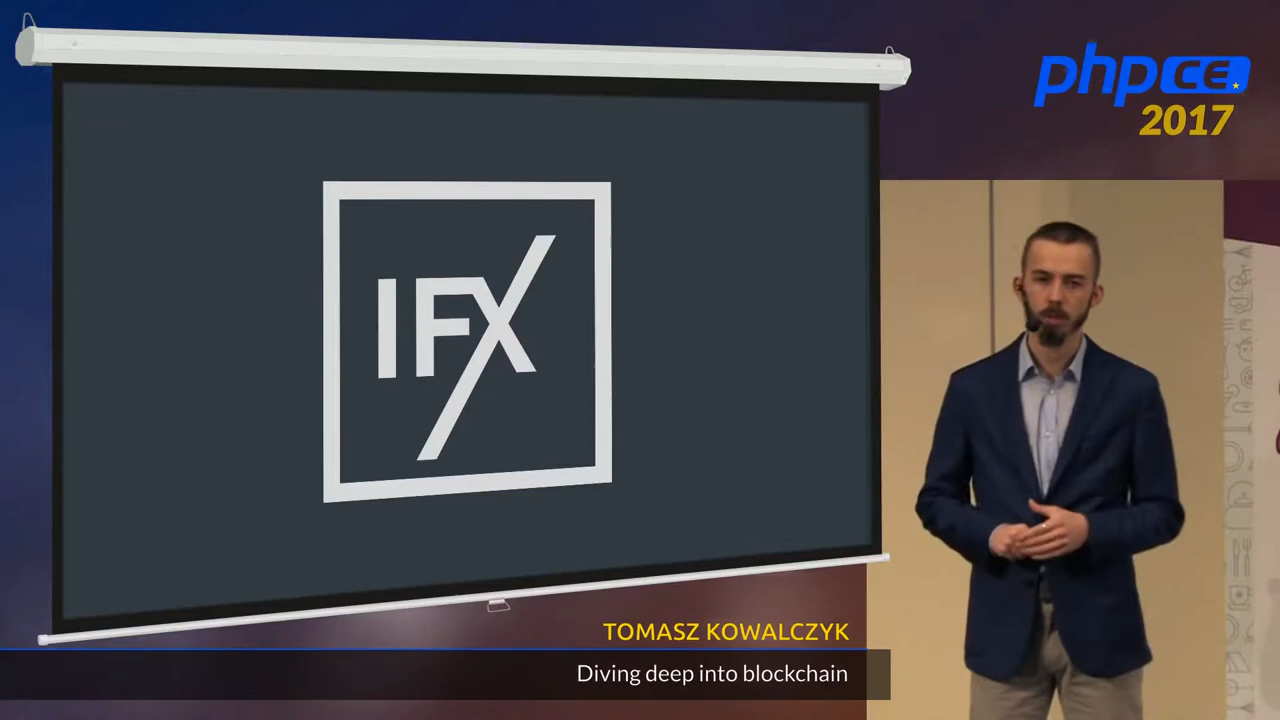 phpCE
2017
IFX
TOMASZ KOWALCZYK
Diving deep into blockchain